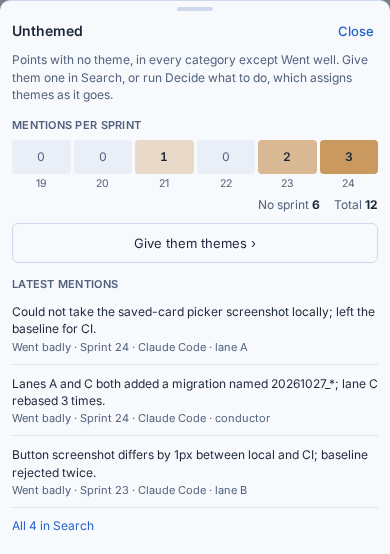 Unthemed
Close
Points with no theme, in every category except Went well. Give
them one in Search, or run Decide what to do, which assigns
themes as it goes.
MENTIONS PER SPRINT
0 0 1 0 2 3
19 20 21 22 23 24
No sprint 6 Total 12
Give them themes ›
LATEST MENTIONS
Could not take the saved-card picker screenshot locally; left the
baseline for CI.
Went badly · Sprint 24 · Claude Code · lane A
Lanes A and C both added a migration named 20261027_*; lane C
rebased 3 times.
Went badly · Sprint 24 · Claude Code · conductor
Button screenshot differs by 1px between local and CI; baseline
rejected twice.
Went badly · Sprint 23 · Claude Code · lane B
All 4 in Search